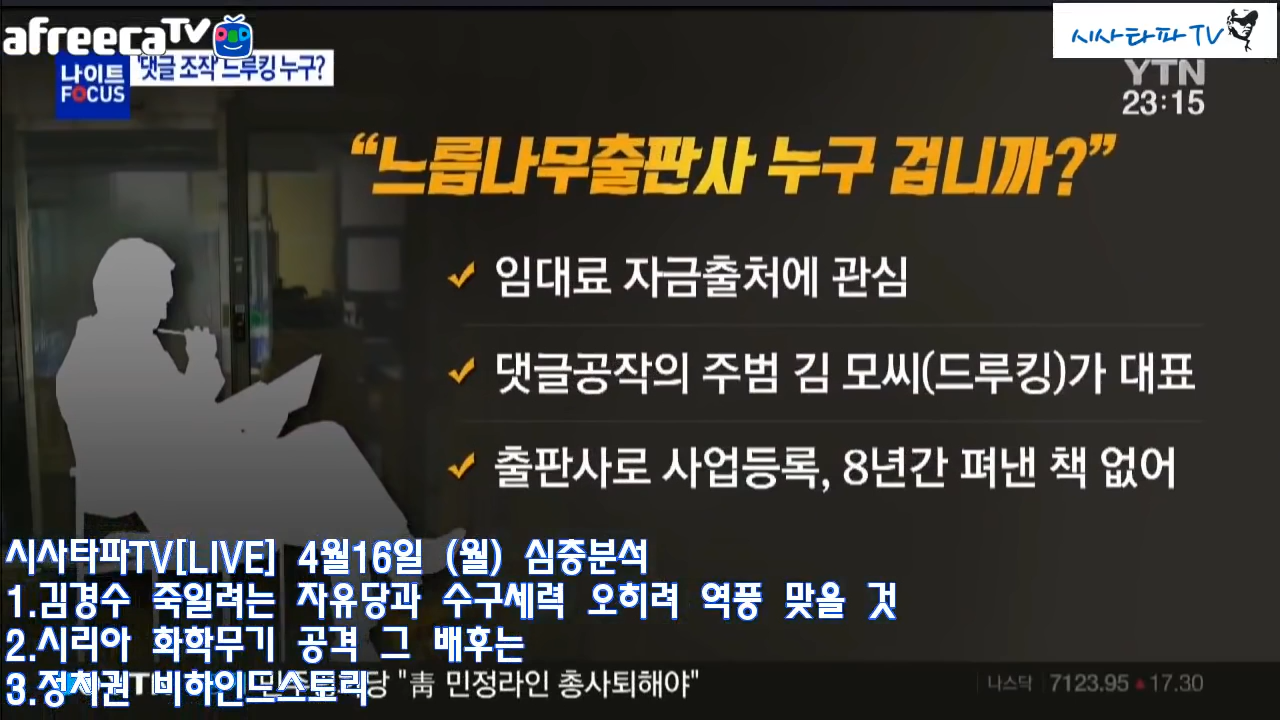 afreecaTV
시사타파TV
나이트
FOCUS
'댓글 조작' 드루킹 누구?
YTN
23:15
“느릅나무출판사 누구 겁니까?”
✓ 임대료 자금출처에 관심
✓ 댓글공작의 주범 김 모씨(드루킹)가 대표
✓ 출판사로 사업등록, 8년간 펴낸 책 없어
시사타파TV[LIVE] 4월16일 (월) 심층분석
1.김경수 죽일려는 자유당과 수구세력 오히려 역풍 맞을 것
2.시리아 화학무기 공격 그 배후는
3.정치권 비하인드스토리
당 "靑 민정라인 총사퇴해야"
나스닥 7123.95 ▲17.30